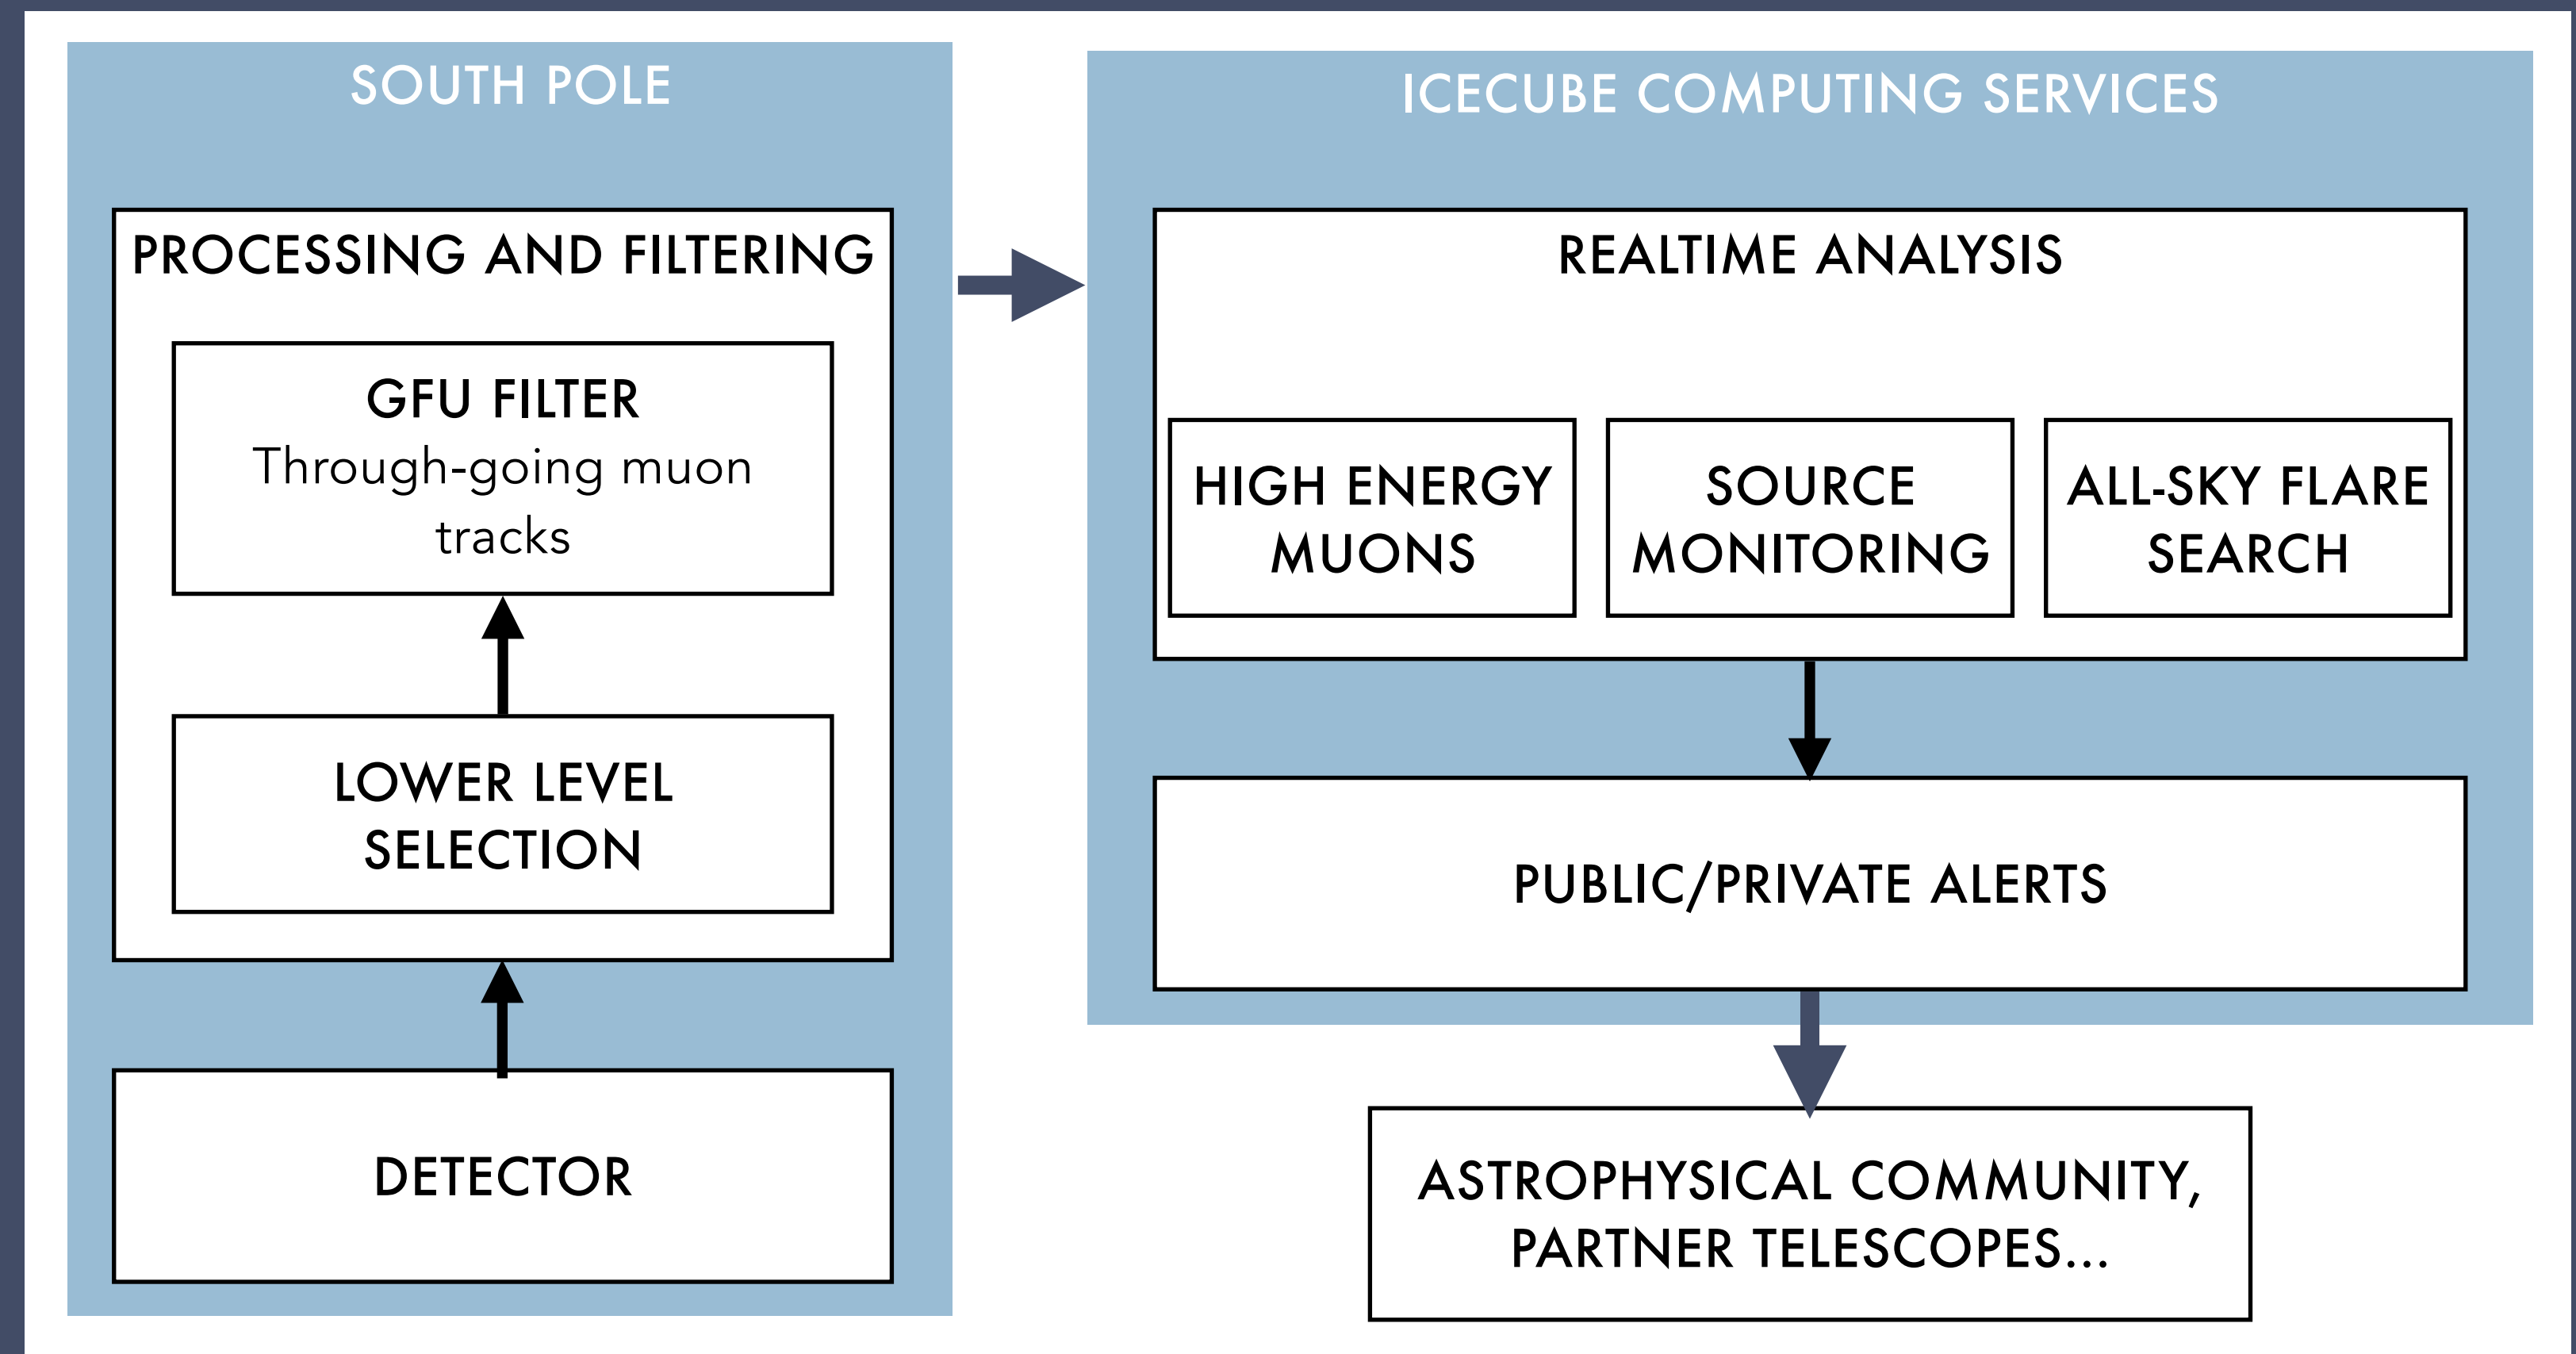 SOUTH POLE
PROCESSING AND FILTERING
GFU FILTER
Through-going muon
tracks
LOWER LEVEL
SELECTION
DETECTOR
ICECUBE COMPUTING SERVICES
REALTIME ANALYSIS
HIGH ENERGY
MUONS
SOURCE
MONITORING
ALL-SKY FLARE
SEARCH
PUBLIC/PRIVATE ALERTS
ASTROPHYSICAL COMMUNITY,
PARTNER TELESCOPES...